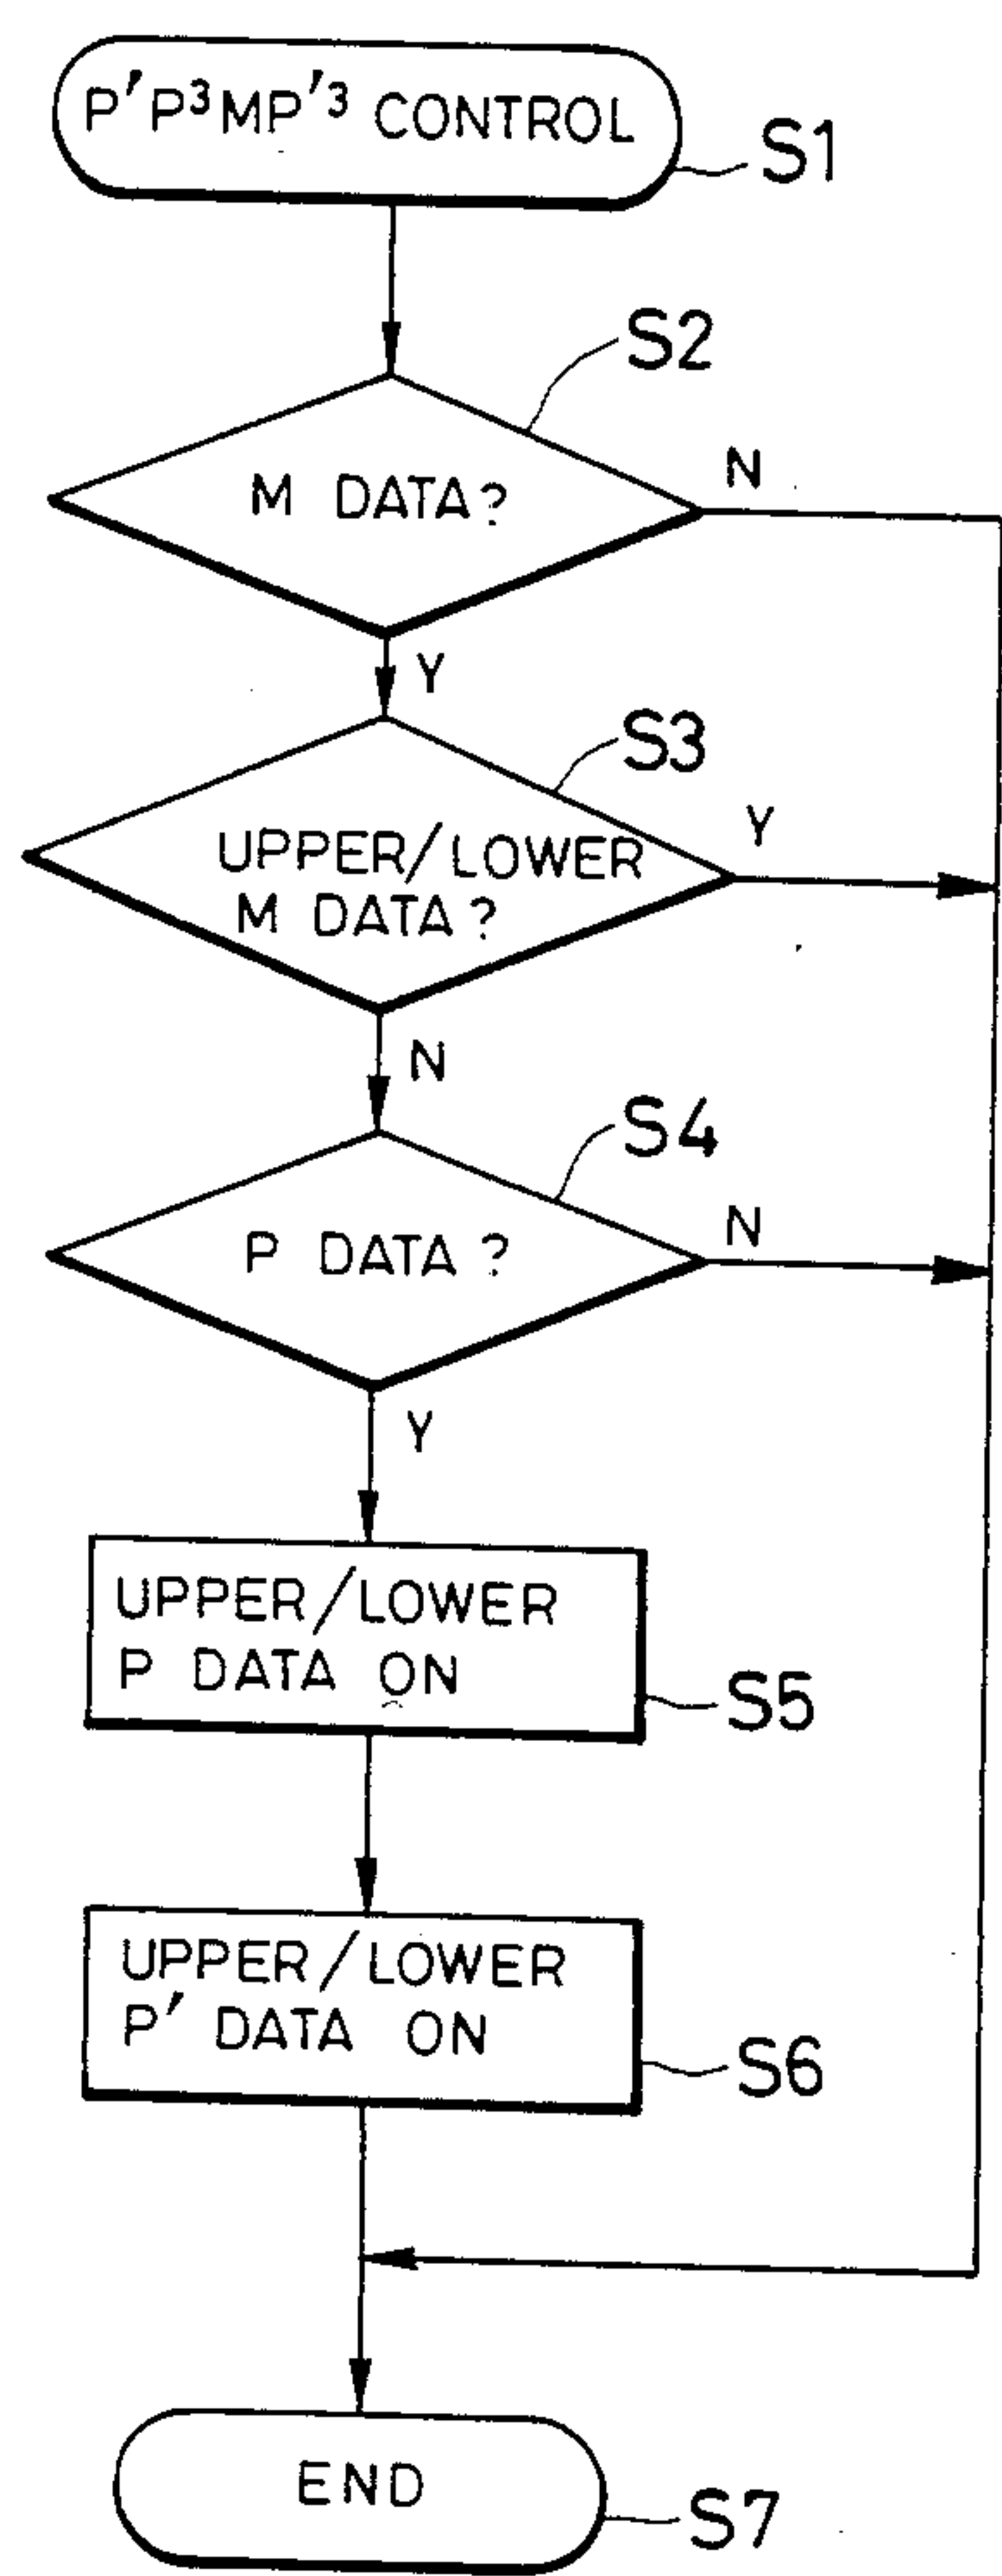 P'P³MP'³ CONTROL
S1
S2
M DATA?
N
Y
S3
UPPER/LOWER
M DATA?
Y
N
S4
P DATA?
N
Y
UPPER/LOWER
P DATA ON
S5
UPPER/LOWER
P' DATA ON
S6
END
S7